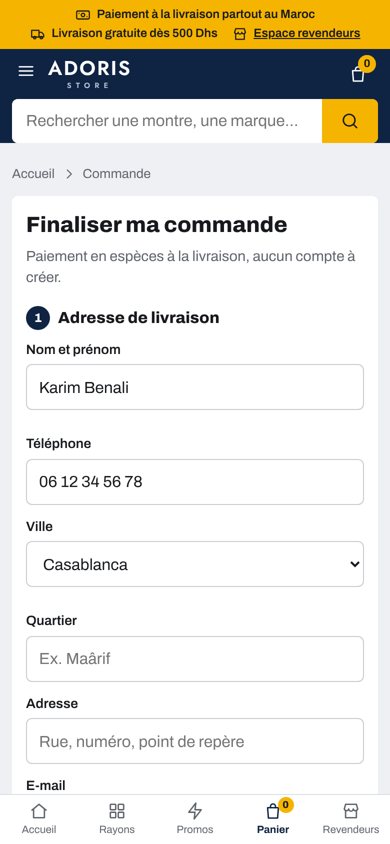 Paiement à la livraison partout au Maroc
Livraison gratuite dès 500 Dhs Espace revendeurs
ADORIS
STORE
0
Rechercher une montre, une marque...
Accueil > Commande
Finaliser ma commande
Paiement en espèces à la livraison, aucun compte à
créer.
1 Adresse de livraison
Nom et prénom
Karim Benali
Téléphone
06 12 34 56 78
Ville
Casablanca
Quartier
Ex. Maârif
Adresse
Rue, numéro, point de repère
E-mail
0
Accueil Rayons Promos Panier Revendeurs